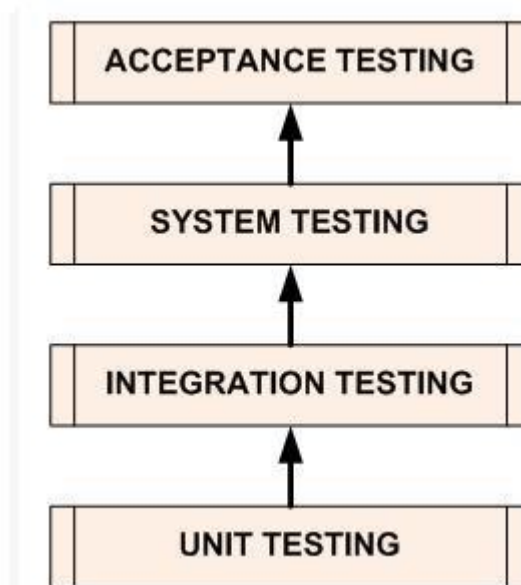 ACCEPTANCE TESTING
SYSTEM TESTING
INTEGRATION TESTING
UNIT TESTING